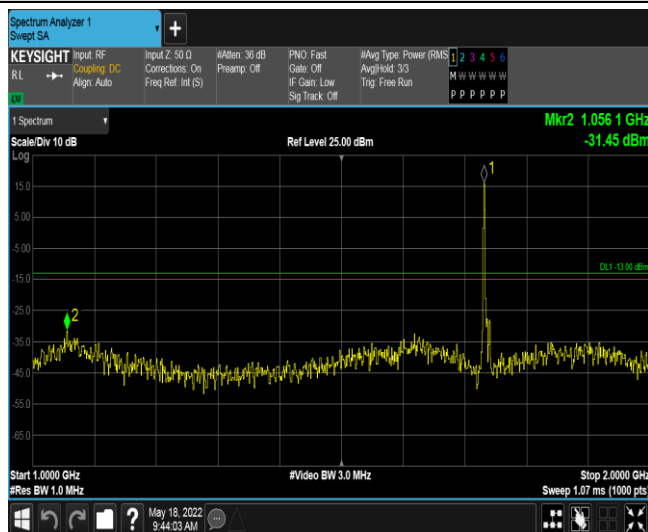 Spectrum Analyzer 1
Swept SA
KEYSIGHT
RL
LM
Input: RF
Coupling: DC
Align: Auto
Input Z: 50 Ω
Corrections: On
Freq Ref: Int (S)
#Atten: 36 dB
Preamp: Off
PNO: Fast
Gate: Off
IF Gain: Low
Sig Track: Off
#Avg Type: Power (RMS
Avg|Hold: 3/3
Trig: Free Run
1 2 3 4 5 6
M W W W W W
P P P P P P
1 Spectrum
Mkr2 1.056 1 GHz
Scale/Div 10 dB
Ref Level 25.00 dBm
-31.45 dBm
Log
15.0
5.00
-5.00
-15.0
-25.0
-35.0
-45.0
-55.0
-65.0
1
DL1 -13.00 dBm
2
Start 1.0000 GHz
#Video BW 3.0 MHz
Stop 2.0000 GHz
#Res BW 1.0 MHz
Sweep 1.07 ms (1000 pts)
May 18, 2022
9:44:03 AM